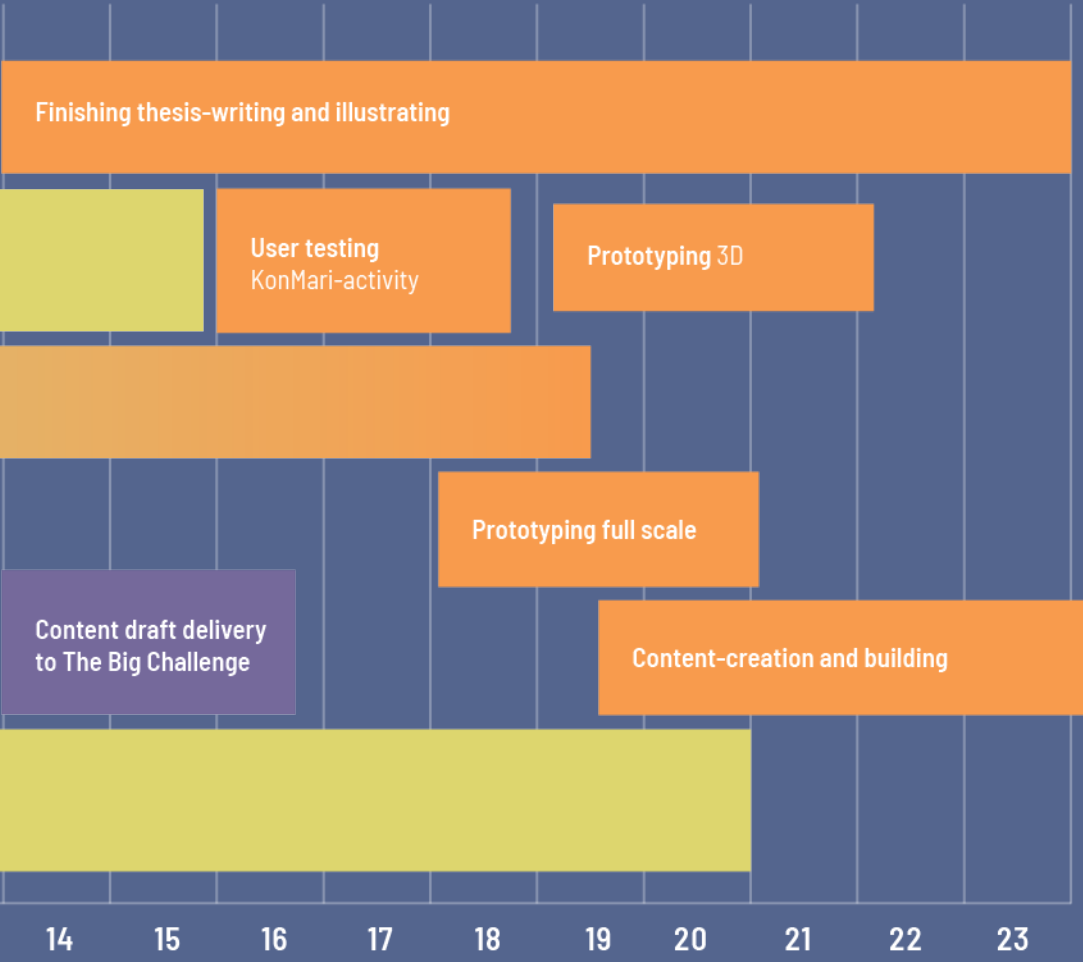 Finishing thesis-writing and illustrating
User testing
KonMari-activity
Prototyping 3D
Prototyping full scale
Content draft delivery
to The Big Challenge
Content-creation and building
14 15 16 17 18 19 20 21 22 23